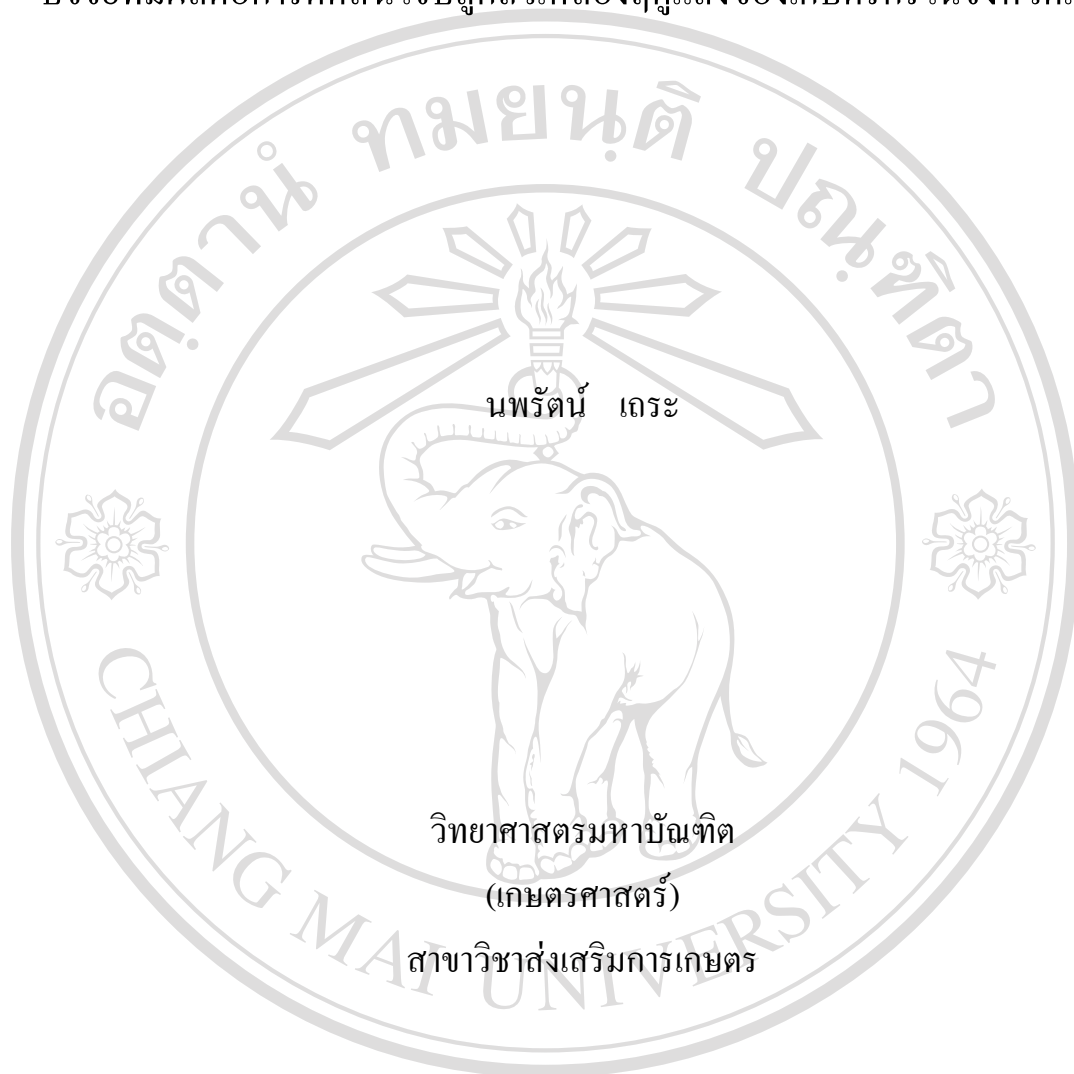 นพรัตน์ เถระ
วิทยาศาสตรมหาบัณฑิต
(เกษตรศาสตร์)
สาขาวิชาส่งเสริมการเกษตร
อตฺตานํ ทมยนฺติ ปณฺฑิตา
CHIANG MAI UNIVERSITY 1964